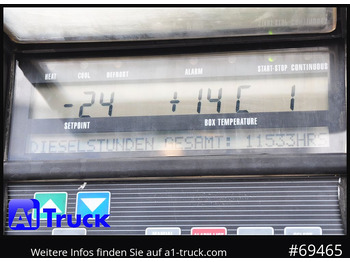 HEAT COOL DEFROST ALARM START-STOP CONTINUOUS
-24 +14C 1
SETPOINT BOX TEMPERATURE
DIESELSTUNDEN GESAMT: 11533HRS
A1 TRUCK
Weitere Infos finden Sie auf a1-truck.com #69465